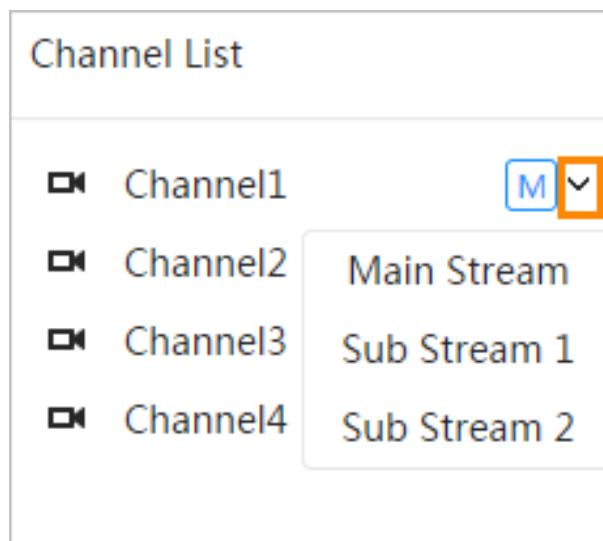 Channel List
Channel1 M
Channel2
Main Stream
Channel3
Sub Stream 1
Channel4
Sub Stream 2